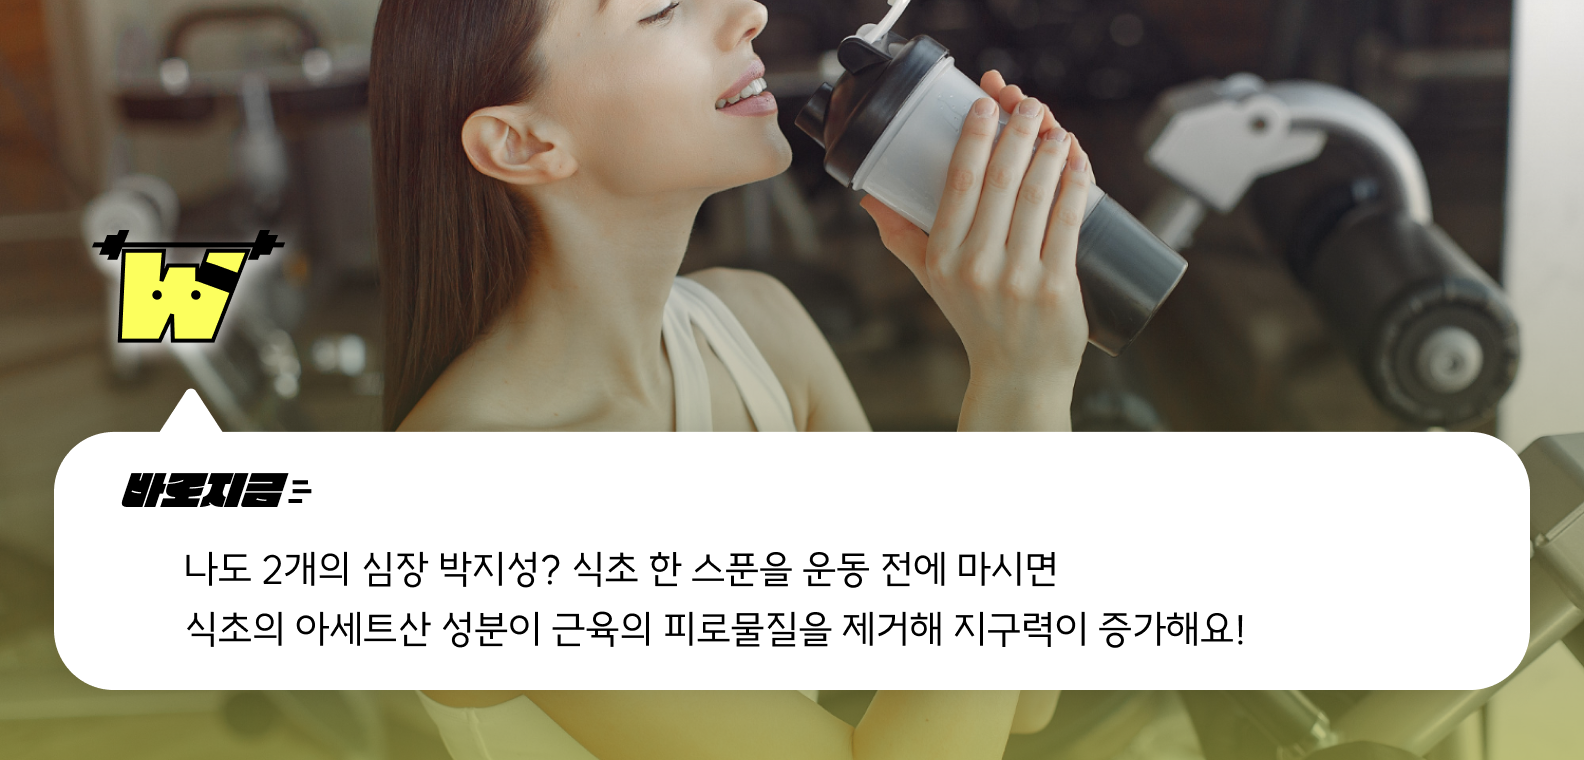 W
바로지금
나도 2개의 심장 박지성? 식초 한 스푼을 운동 전에 마시면
식초의 아세트산 성분이 근육의 피로물질을 제거해 지구력이 증가해요!